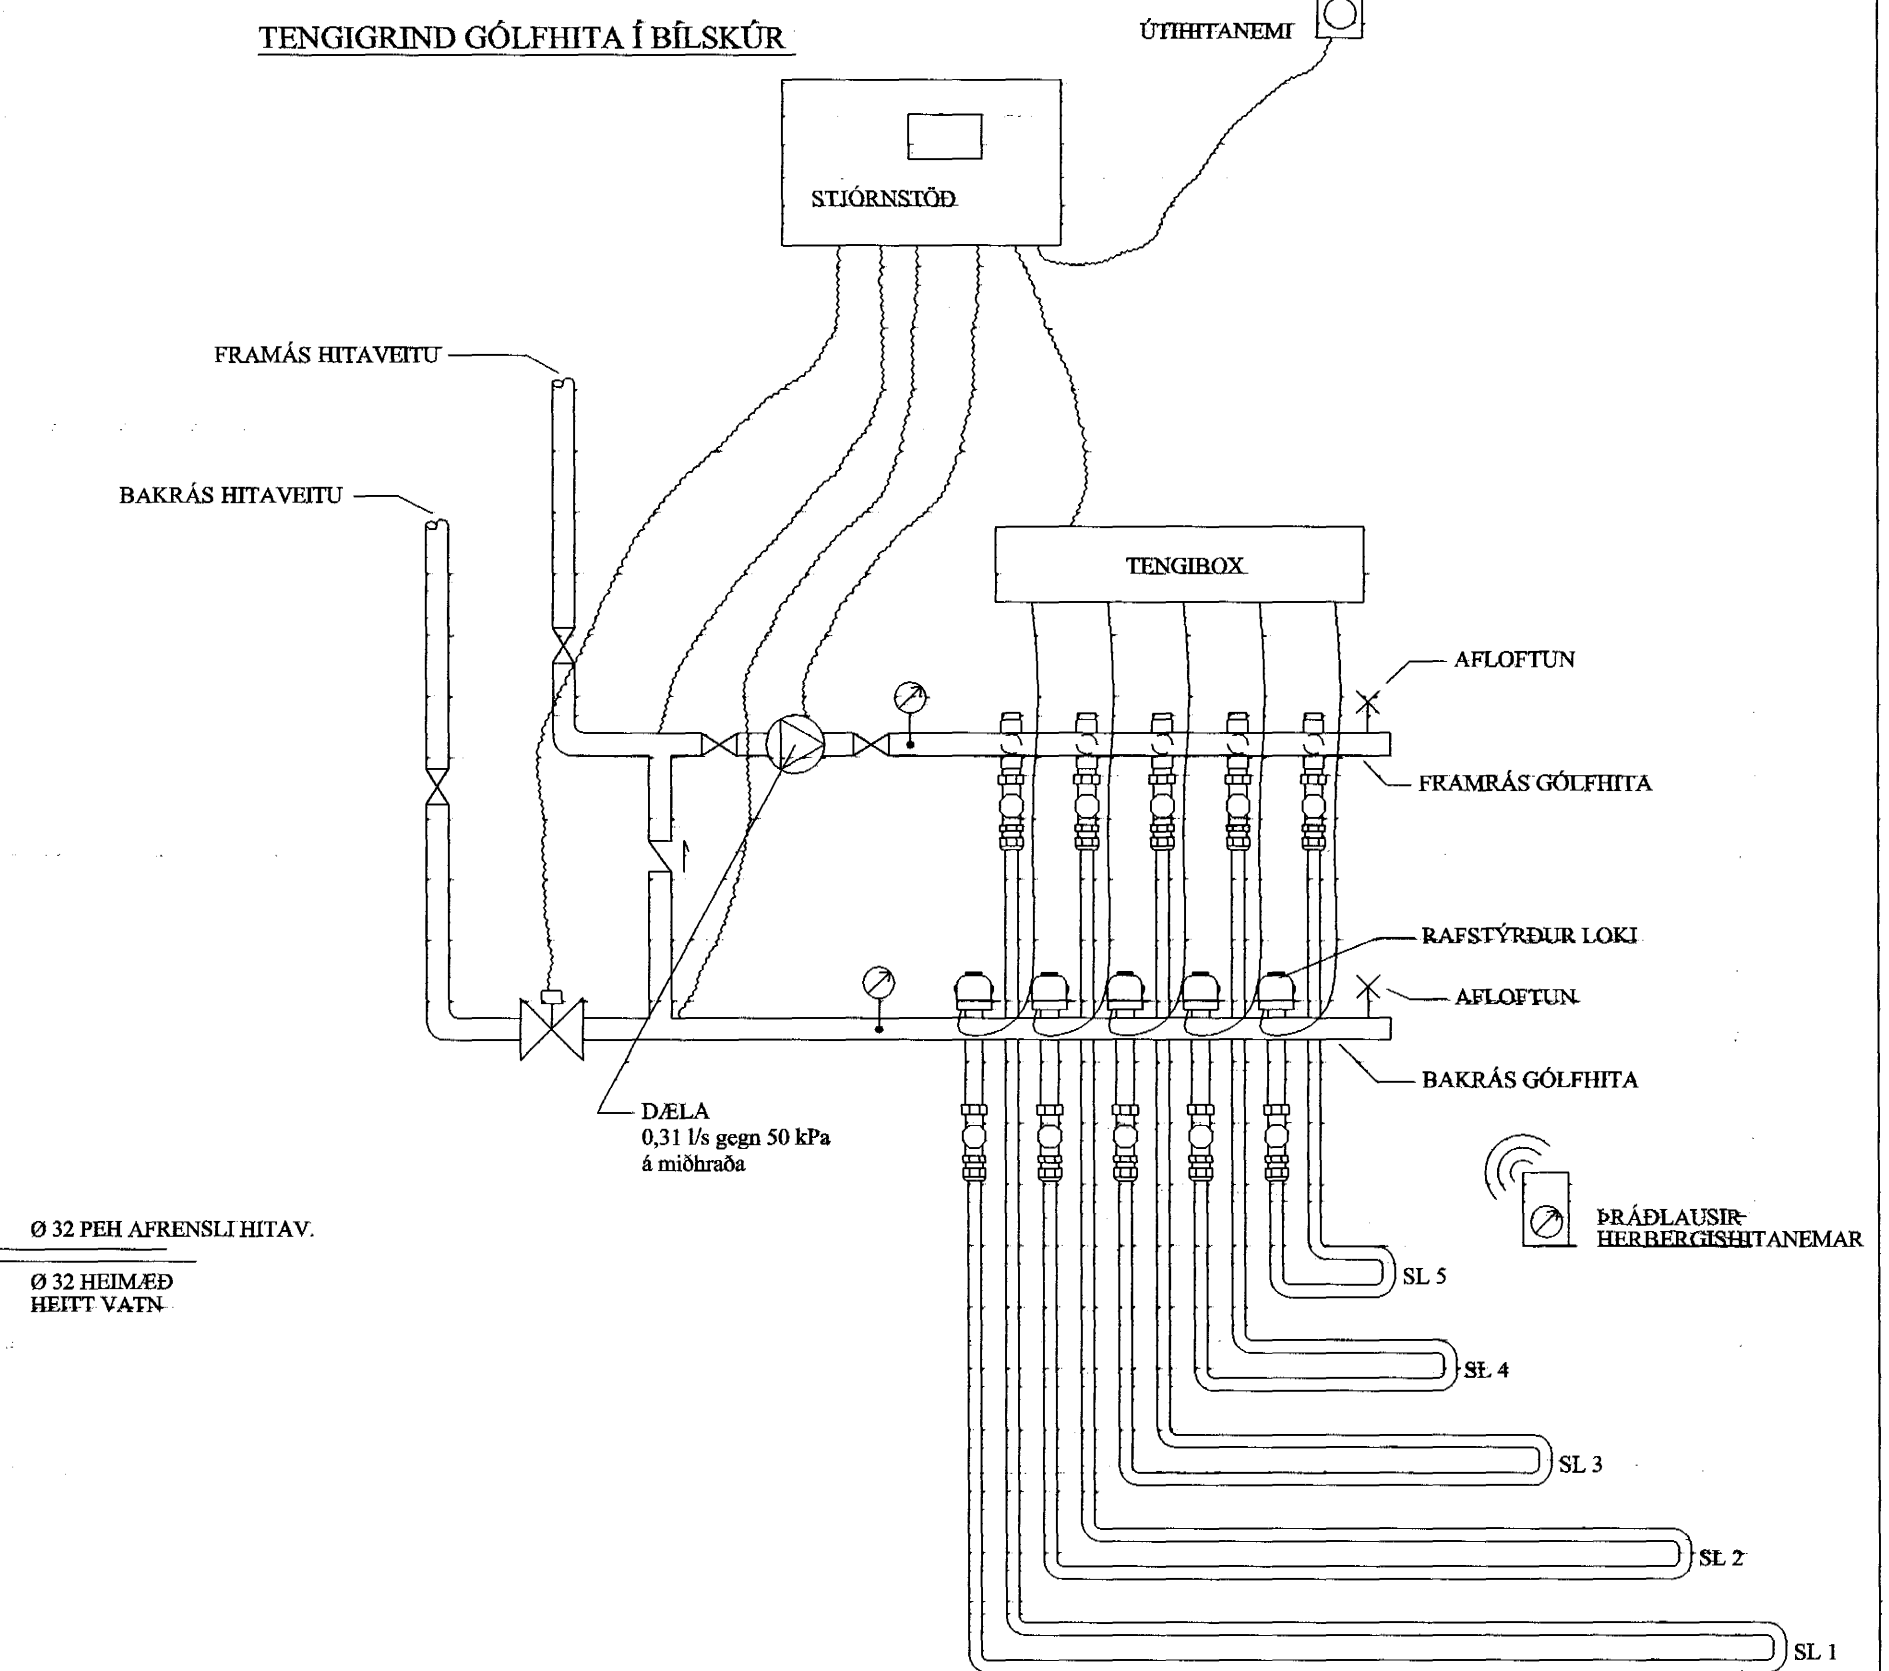 TENGIGRIND GÓLFHITA Í BÍLSKÚR
ÚTIHITANEMI
STJÓRNSTÖÐ
FRAMÁS HITAVEITU
BAKRÁS HITAVEITU
TENGIBOX
AFLOFTUN
FRAMRÁS GÓLFHITA
RAFSTÝRÐUR LOKI
AFLOFTUN
BAKRÁS GÓLFHITA
DÆLA
0,31 l/s gegn 50 kPa
á miðhraða
ÞRÁÐLAUSIR
HERBERGISHITANEMAR
Ø 32 PEH AFRENSLI HITAV.
Ø 32 HEIMÆÐ
HEITT VATN
SL 5
SL 4
SL 3
SL 2
SL 1